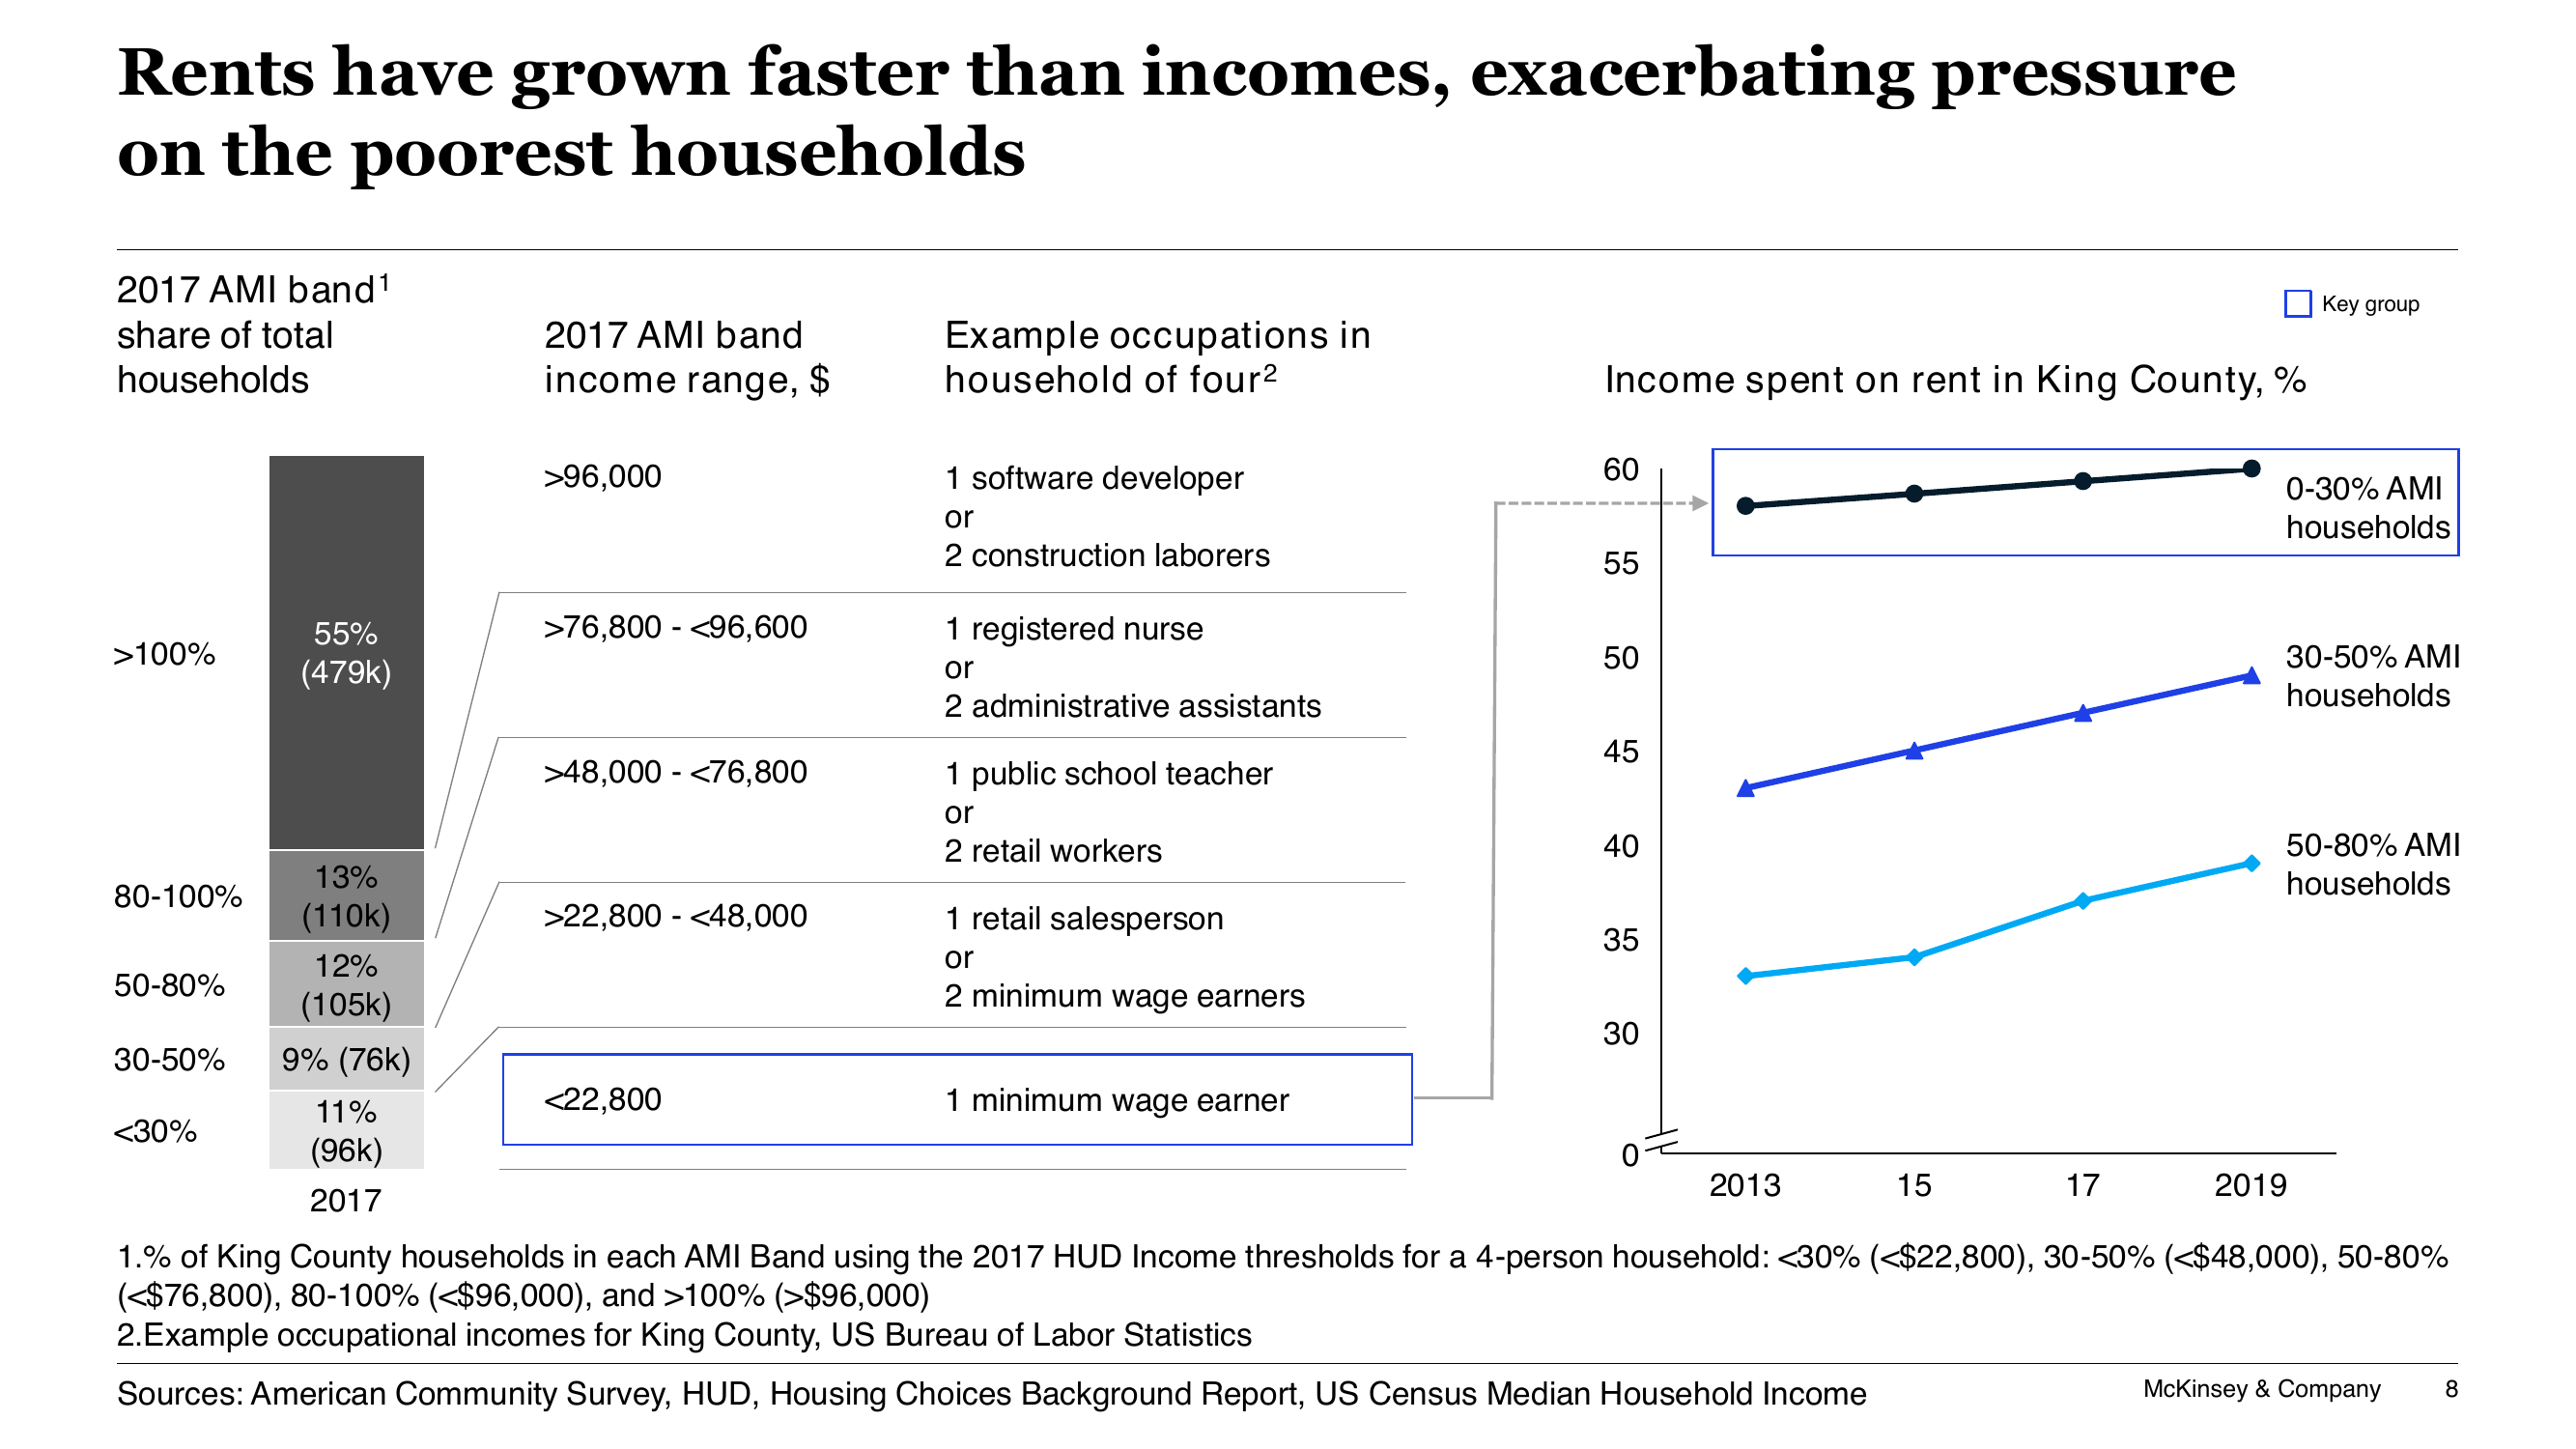 Rents have grown faster than incomes, exacerbating pressure
on the poorest households
2017 AMI band¹
share of total
households
2017 AMI band
income range, $
Example occupations in
household of four²
Key group
Income spent on rent in King County, %
>100%
55%
(479k)
80-100%
13%
(110k)
50-80%
12%
(105k)
30-50%
9% (76k)
<30%
11%
(96k)
2017
>96,000
1 software developer
or
2 construction laborers
>76,800 - <96,600
1 registered nurse
or
2 administrative assistants
>48,000 - <76,800
1 public school teacher
or
2 retail workers
>22,800 - <48,000
1 retail salesperson
or
2 minimum wage earners
<22,800
1 minimum wage earner
60
55
50
45
40
35
30
0
0-30% AMI
households
30-50% AMI
households
50-80% AMI
households
2013
15
17
2019
1.% of King County households in each AMI Band using the 2017 HUD Income thresholds for a 4-person household: <30% (<$22,800), 30-50% (<$48,000), 50-80%
(<$76,800), 80-100% (<$96,000), and >100% (>$96,000)
2.Example occupational incomes for King County, US Bureau of Labor Statistics
Sources: American Community Survey, HUD, Housing Choices Background Report, US Census Median Household Income
McKinsey & Company
8